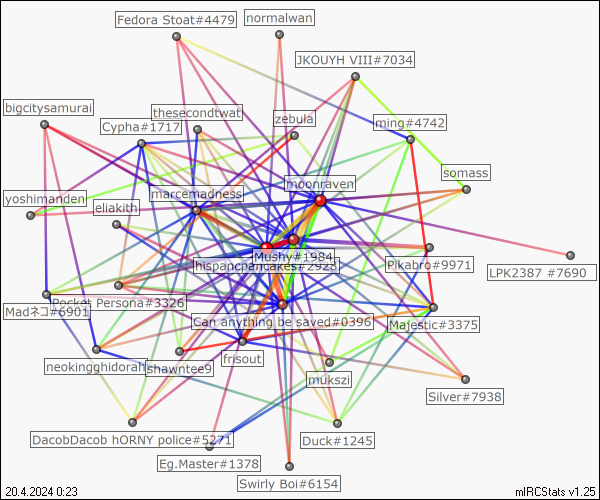 Fedora Stoat#4479
normalwan
JKOUYH VIII#7034
bigcitysamurai
thesecondtwat
zebula
ming#4742
Cypha#1717
somass
moonraven
marcemadness
yoshimanden
eliakith
Mushy#1984
hispancpancakes#2928
Pikabro#9971
LPK2387 #7690
Pocket Persona#3326
Madネコ#6901
Can anything be saved#0396
Majestic#3375
frisout
neokingghidorah
shawntee9
mukszi
Silver#7938
DacobDacob hORNY police#5271
Duck#1245
Eg.Master#1378
Swirly Boi#6154
20.4.2024 0:23
mIRCStats v1.25